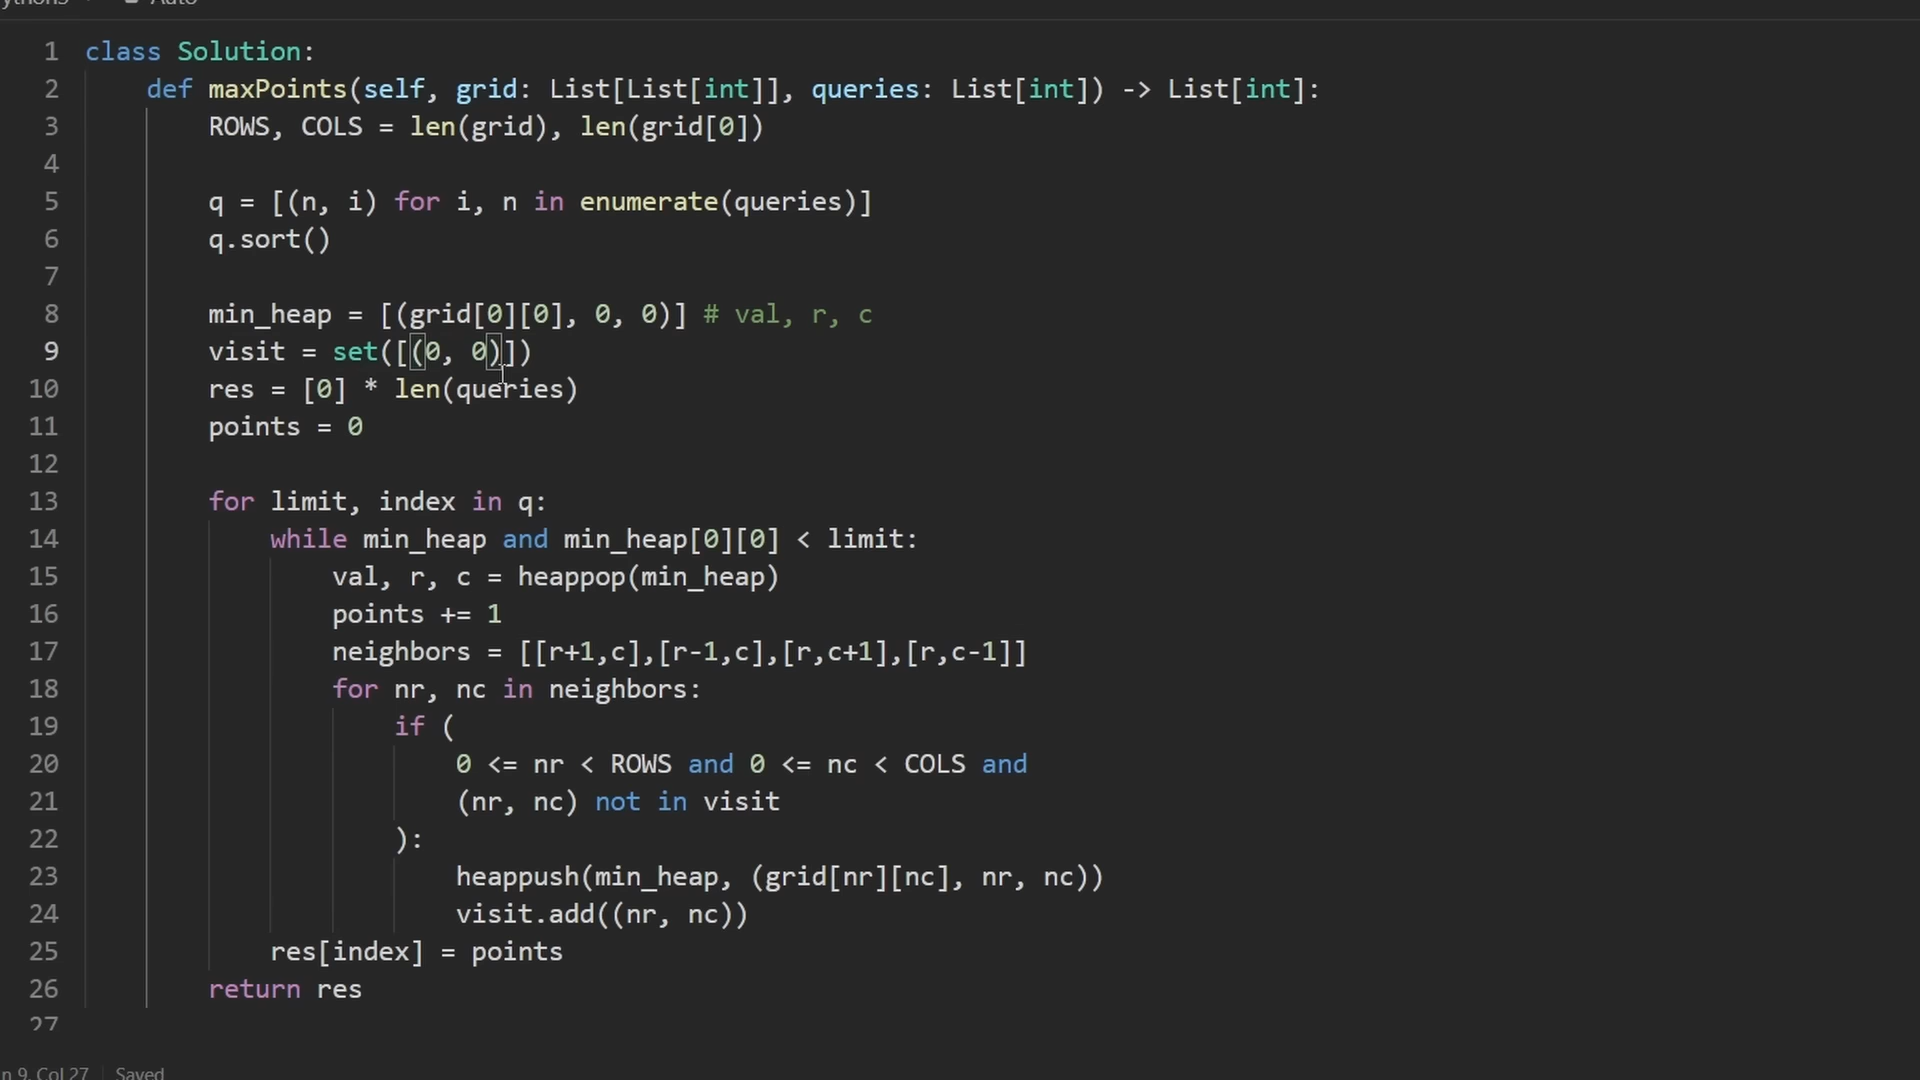 Auto
1 class Solution:
2 def maxPoints(self, grid: List[List[int]], queries: List[int]) -> List[int]:
3 ROWS, COLS = len(grid), len(grid[0])
4
5 q = [(n, i) for i, n in enumerate(queries)]
6 q.sort()
7
8 min_heap = [(grid[0][0], 0, 0)] # val, r, c
9 visit = set([(0, 0)])
10 res = [0] * len(queries)
11 points = 0
12
13 for limit, index in q:
14 while min_heap and min_heap[0][0] < limit:
15 val, r, c = heappop(min_heap)
16 points += 1
17 neighbors = [[r+1,c],[r-1,c],[r,c+1],[r,c-1]]
18 for nr, nc in neighbors:
19 if (
20 0 <= nr < ROWS and 0 <= nc < COLS and
21 (nr, nc) not in visit
22 ):
23 heappush(min_heap, (grid[nr][nc], nr, nc))
24 visit.add((nr, nc))
25 res[index] = points
26 return res
27
n 9, Col 27 Saved